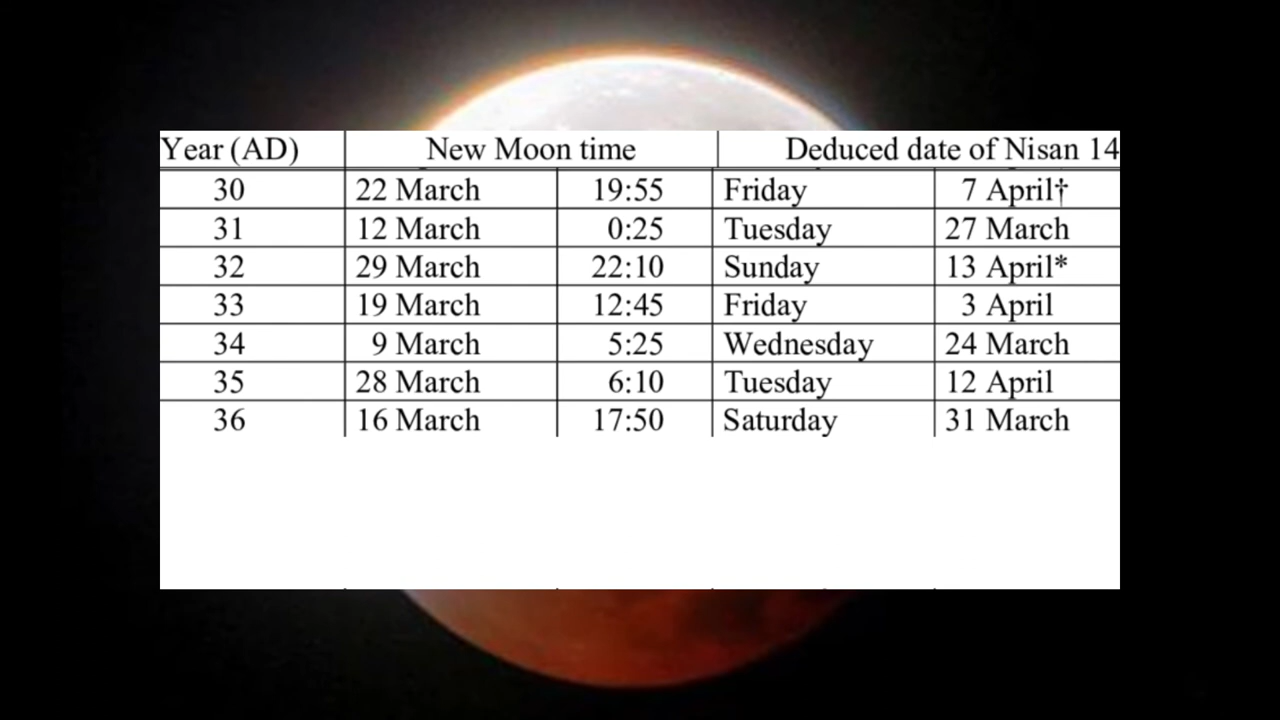 Year (AD) New Moon time Deduced date of Nisan 14
30 22 March 19:55 Friday 7 April†
31 12 March 0:25 Tuesday 27 March
32 29 March 22:10 Sunday 13 April*
33 19 March 12:45 Friday 3 April
34 9 March 5:25 Wednesday 24 March
35 28 March 6:10 Tuesday 12 April
36 16 March 17:50 Saturday 31 March